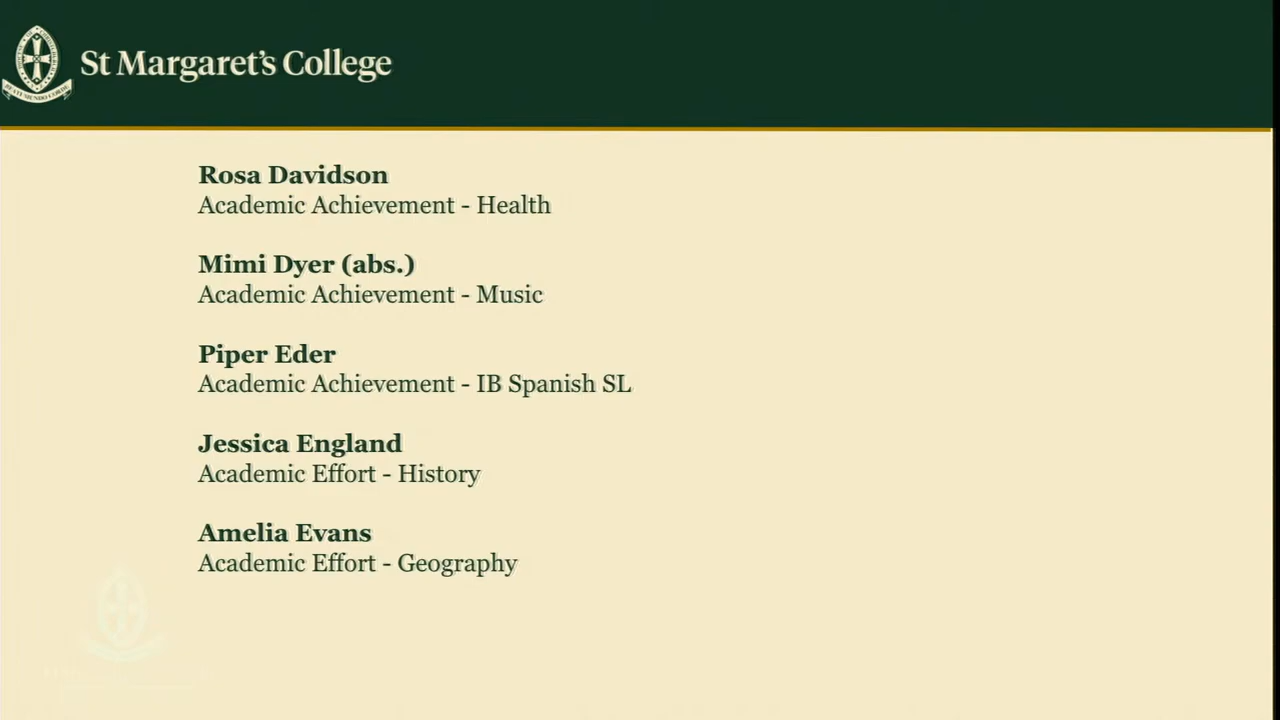 St Margaret's College
Rosa Davidson
Academic Achievement - Health
Mimi Dyer (abs.)
Academic Achievement - Music
Piper Eder
Academic Achievement - IB Spanish SL
Jessica England
Academic Effort - History
Amelia Evans
Academic Effort - Geography